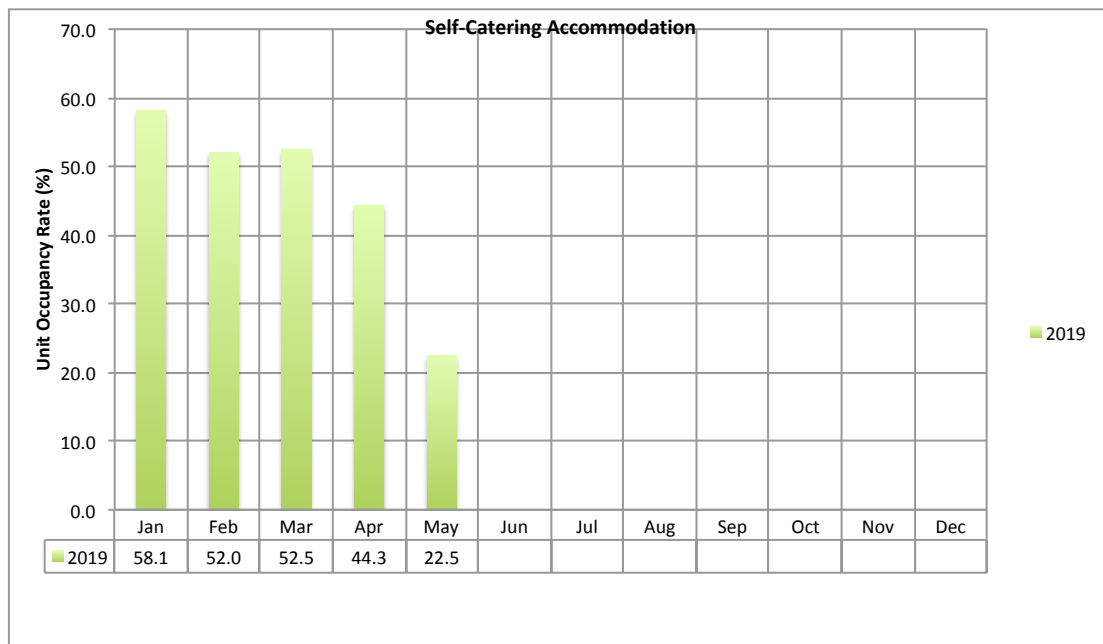 Self-Catering Accommodation
Unit Occupancy Rate (%)
70.0
60.0
50.0
40.0
30.0
20.0
10.0
0.0
Jan Feb Mar Apr May Jun Jul Aug Sep Oct Nov Dec
2019 58.1 52.0 52.5 44.3 22.5
2019